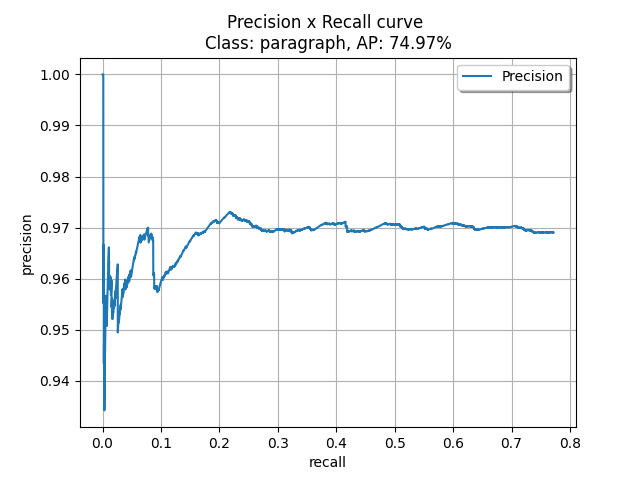 Precision x Recall curve
Class: paragraph, AP: 74.97%
Precision
1.00
0.99
0.98
0.97
0.96
0.95
0.94
precision
0.0 0.1 0.2 0.3 0.4 0.5 0.6 0.7 0.8
recall